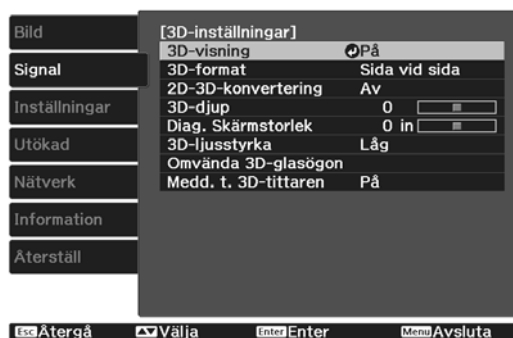 Bild
Signal
Inställningar
Utökad
Nätverk
Information
Återställ
[3D-inställningar]
3D-visning På
3D-format Sida vid sida
2D-3D-konvertering Av
3D-djup 0
Diag. Skärmstorlek 0 in
3D-ljusstyrka Låg
Omvända 3D-glasögon
Medd. t. 3D-tittaren På
Esc Återgå Välja Enter Enter Menu Avsluta